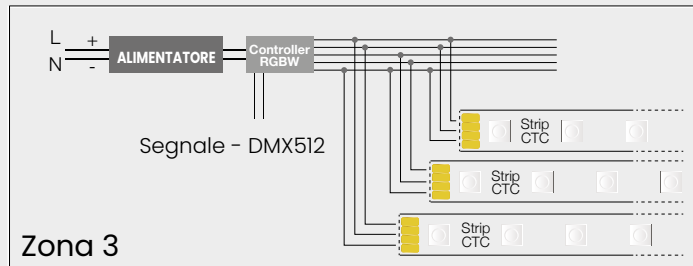 L +
N -
ALIMENTATORE
Controller
RGBW
Segnale - DMX512
Strip
CTC
Strip
CTC
Strip
CTC
Zona 3